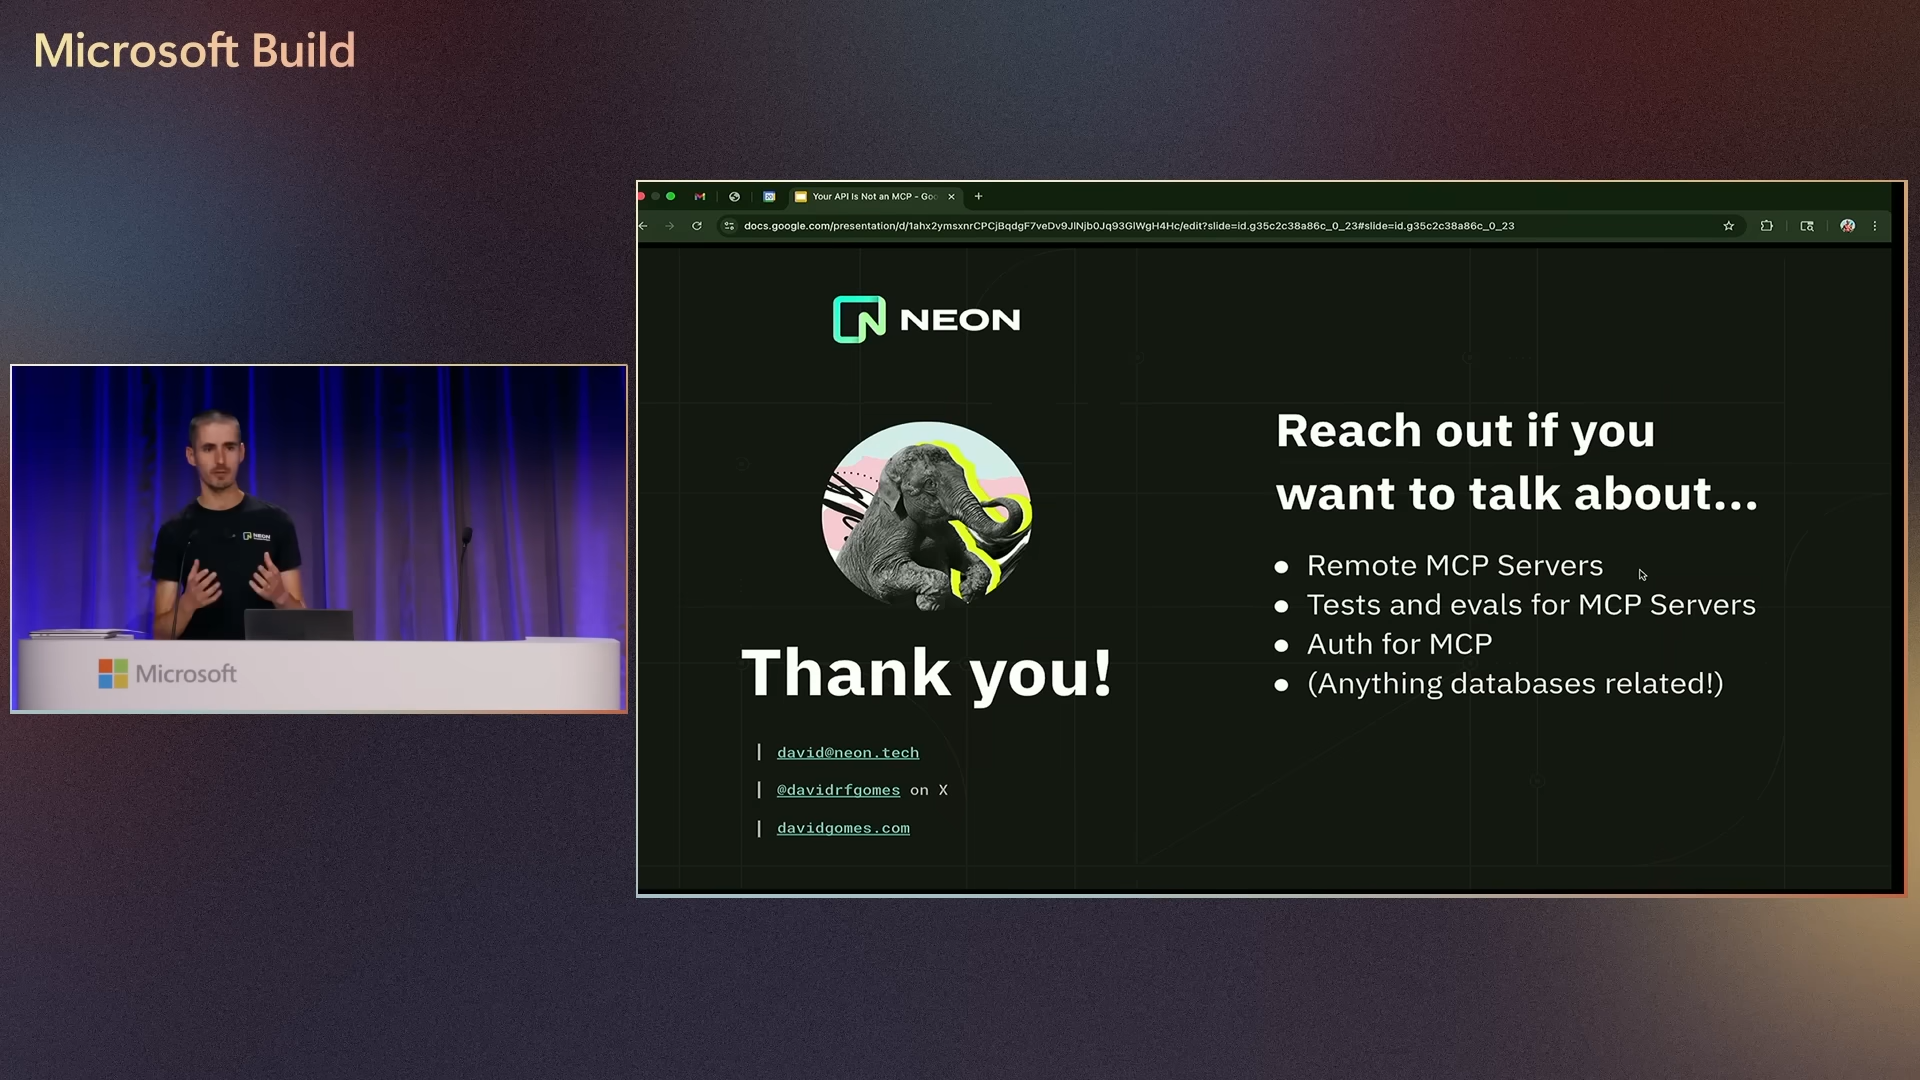 Microsoft Build
Your API Is Not an MCP - Goo
docs.google.com/presentation/d/1ahx2ymsxnrCPCjBqdgF7veDv9JlNjb0Jq93GlWgH4Hc/edit?slide=id.g35c2c38a86c_0_23#slide=id.g35c2c38a86c_0_23
NEON
Reach out if you
want to talk about...
● Remote MCP Servers
● Tests and evals for MCP Servers
● Auth for MCP
● (Anything databases related!)
Thank you!
| david@neon.tech
| @davidrfgomes on X
| davidgomes.com
NEON
Microsoft